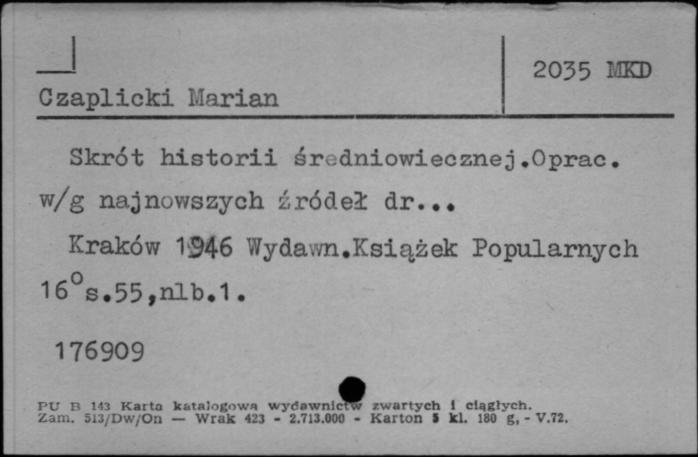 2035 MKD
Czaplicki Marian
Skrót historii średniowiecznej.Oprac.
w/g najnowszych źródeł dr...
Kraków 1946 Wydawn.Książek Popularnych
16°s.55,nlb.1.
176909
PU B 143 Karta katalogowa wydawnictw zwartych i ciągłych.
Zam. 513/Dw/On — Wrak 423 - 2.713.000 - Karton 5 kl. 180 g, - V.72.